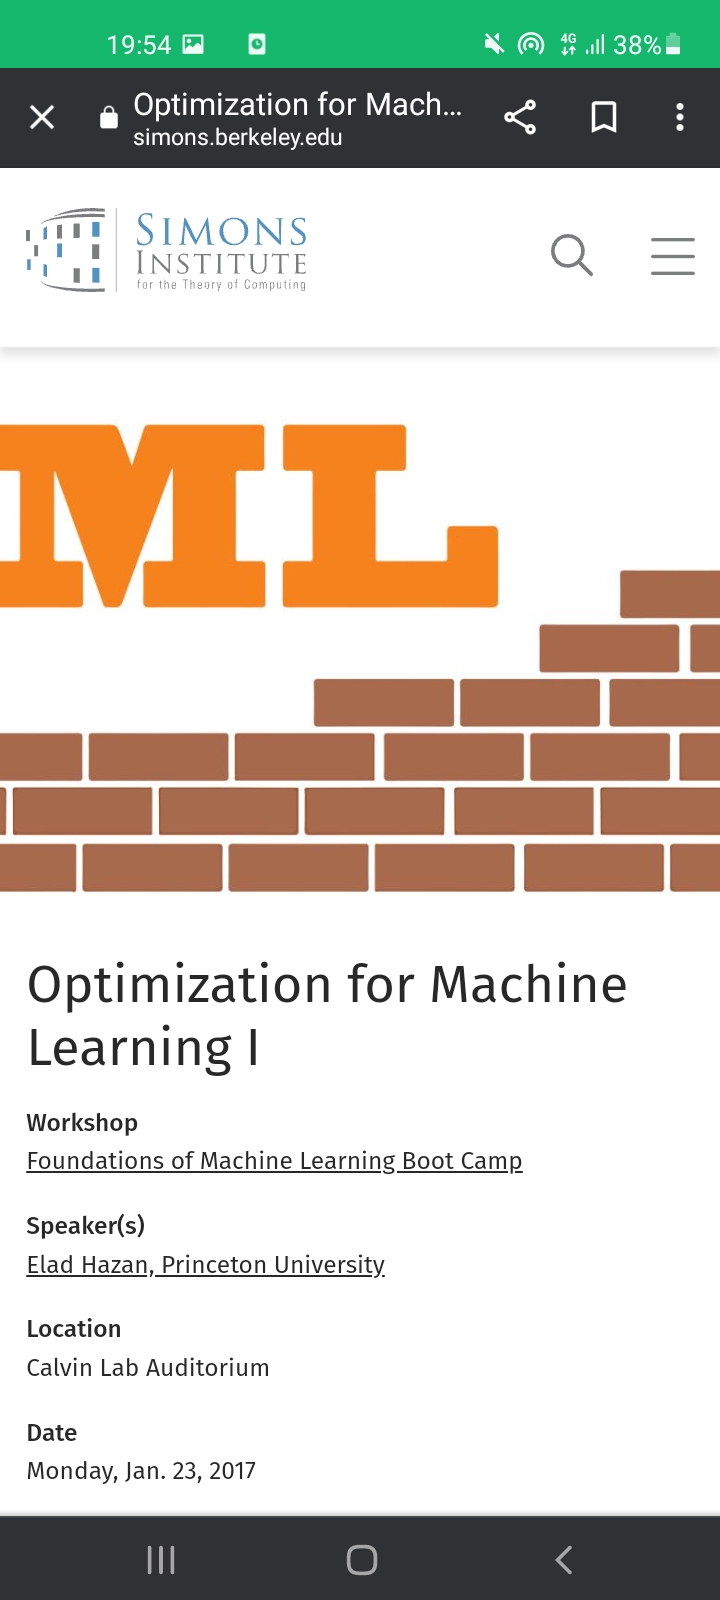 19:54
4G 38%
Optimization for Mach...
simons.berkeley.edu
SIMONS
INSTITUTE
for the Theory of Computing
ML
Optimization for Machine
Learning I
Workshop
Foundations of Machine Learning Boot Camp
Speaker(s)
Elad Hazan, Princeton University
Location
Calvin Lab Auditorium
Date
Monday, Jan. 23, 2017